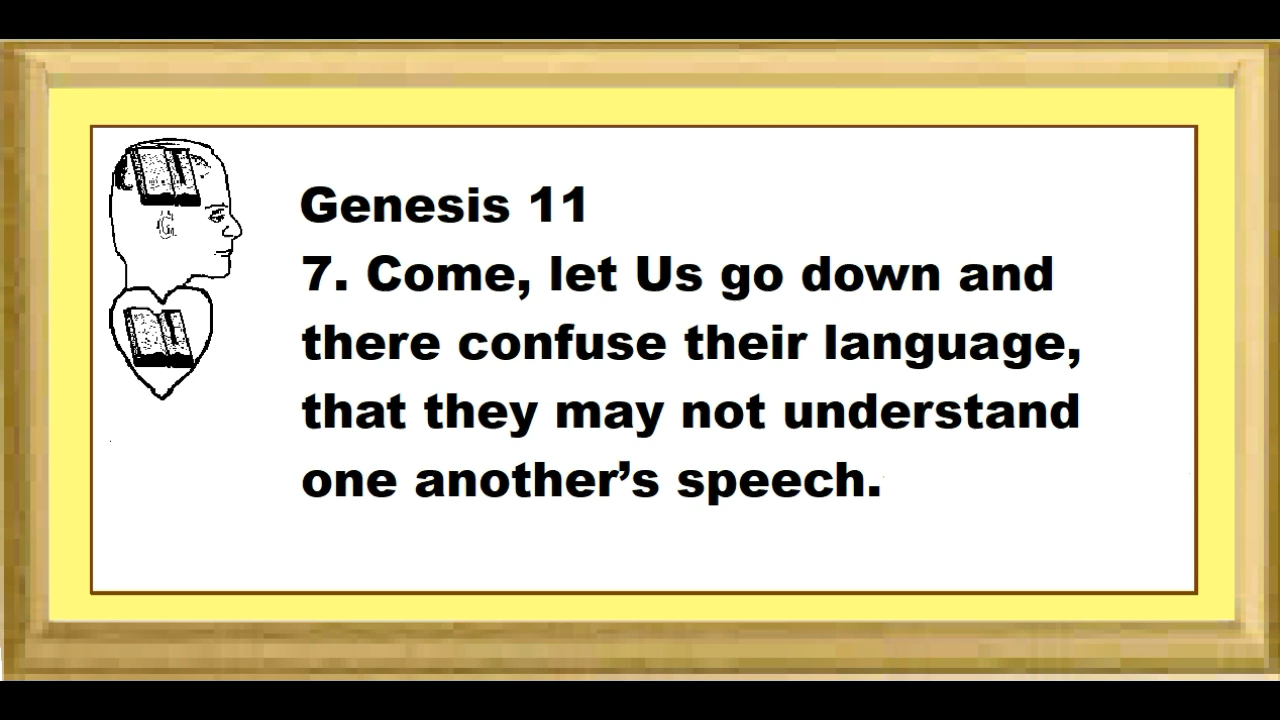 Genesis 11
7. Come, let Us go down and
there confuse their language,
that they may not understand
one another’s speech.